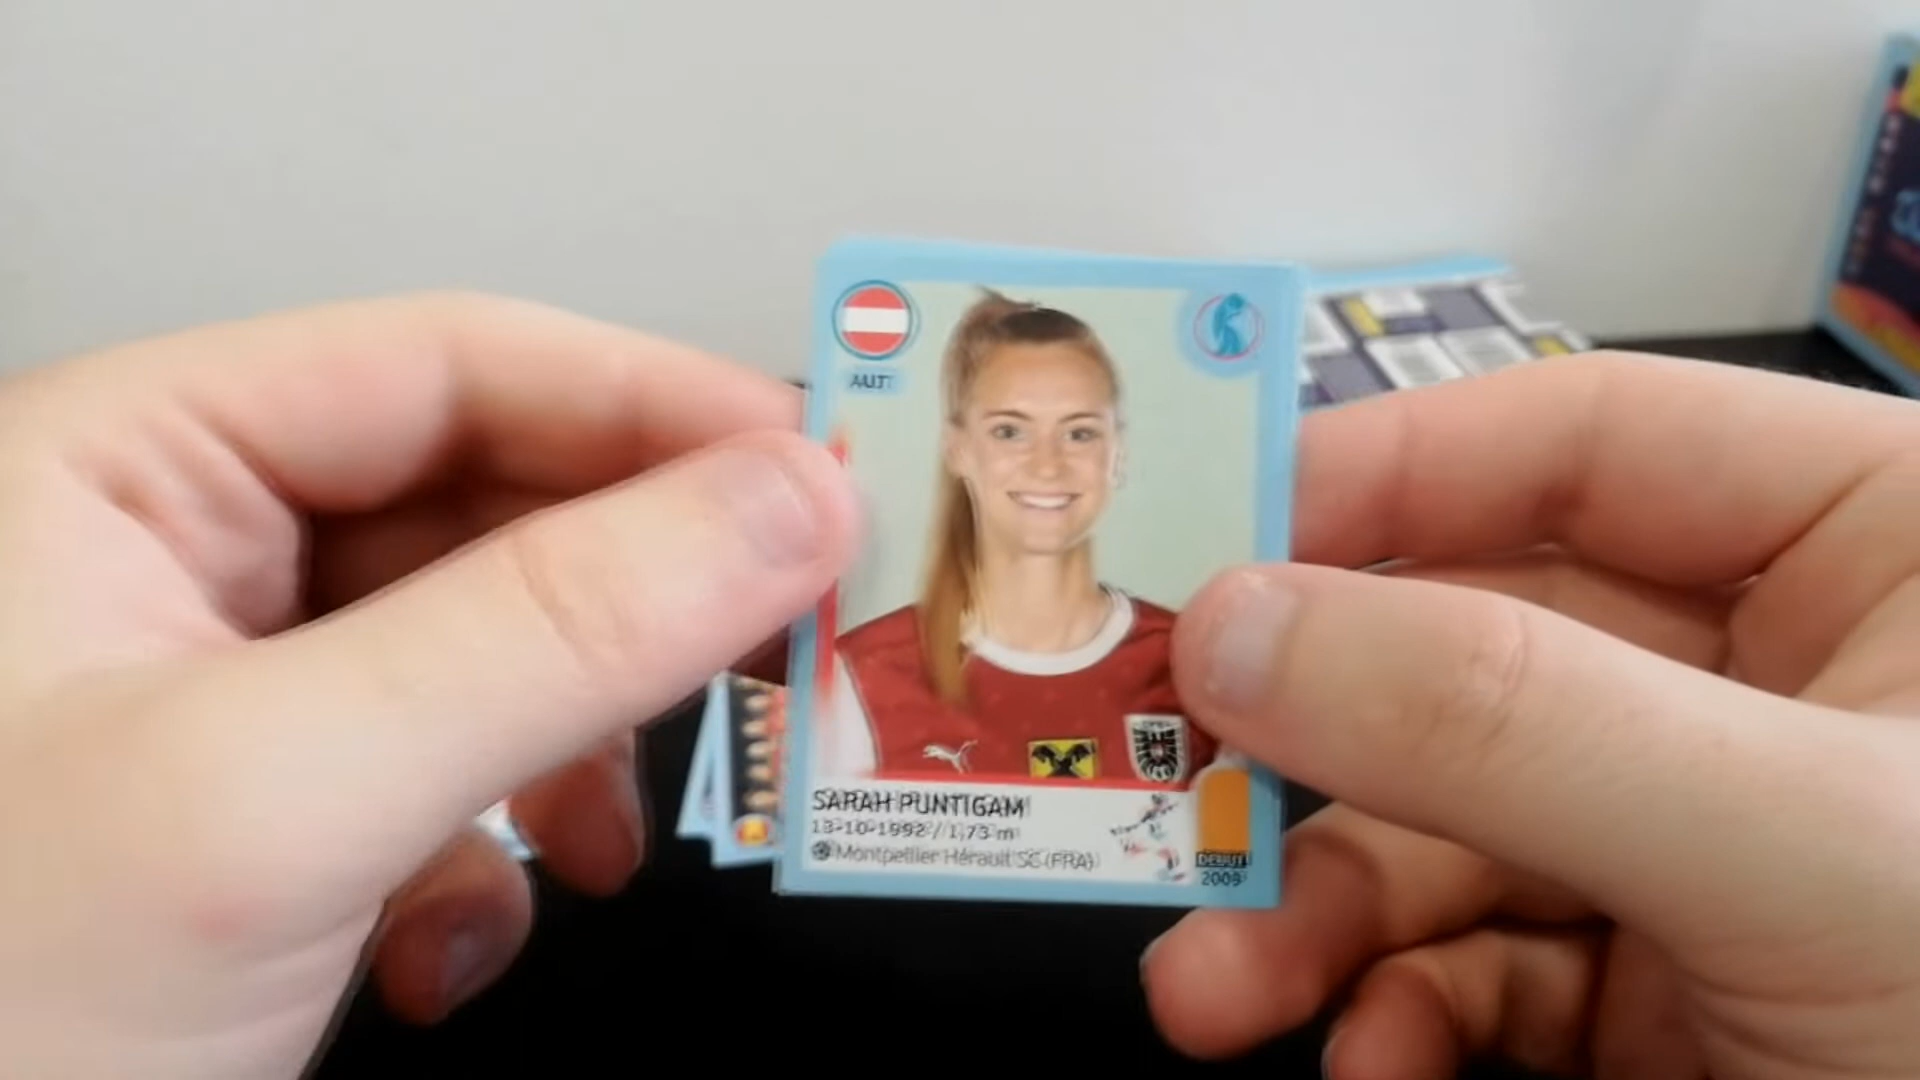 AUT
SARAH PUNTIGAM
13-10-1992 / 1,73 m
Montpellier Hérault SC (FRA)
DEBUT
2009